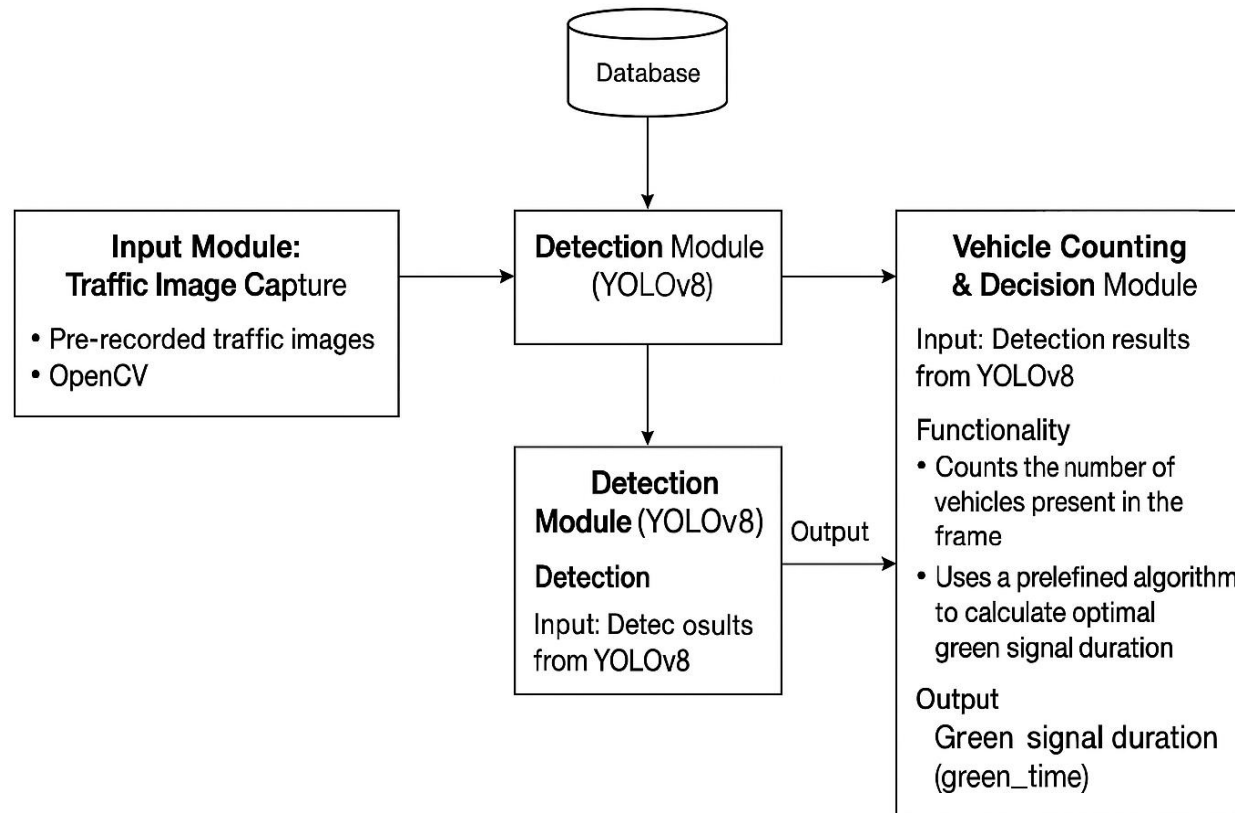 Database
Input Module:
Traffic Image Capture
• Pre-recorded traffic images
• OpenCV
Detection Module
(YOLOv8)
Detection
Module (YOLOv8)
Detection
Input: Detec osults
from YOLOv8
Output
Vehicle Counting
& Decision Module
Input: Detection results
from YOLOv8
Functionality
• Counts the number of
vehicles present in the
frame
• Uses a prelefined algorithm
to calculate optimal
green signal duration
Output
Green signal duration
(green_time)